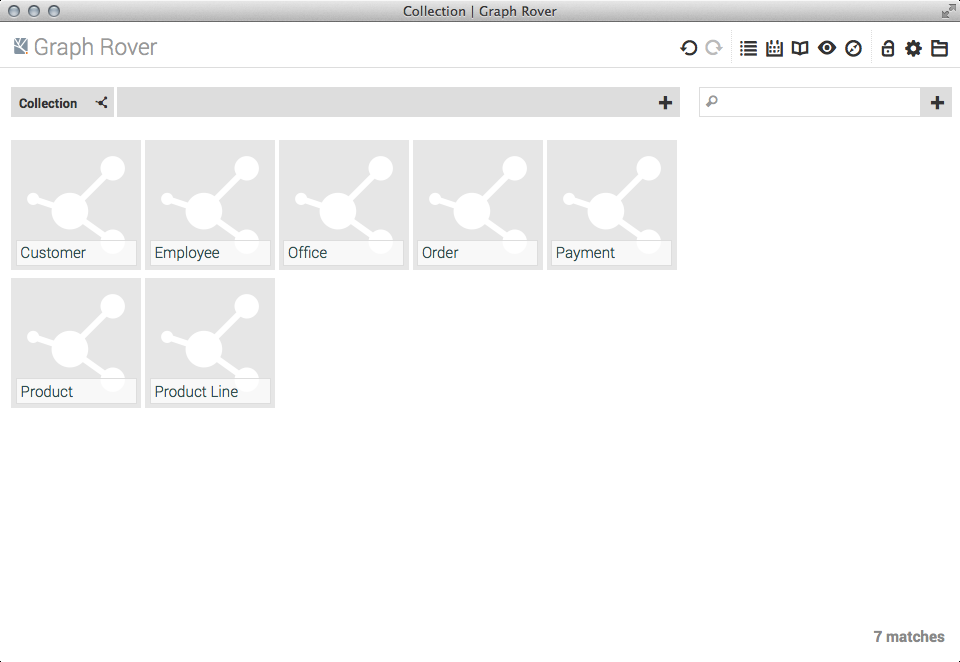 Collection | Graph Rover
Graph Rover
Collection
Customer
Employee
Office
Order
Payment
Product
Product Line
7 matches